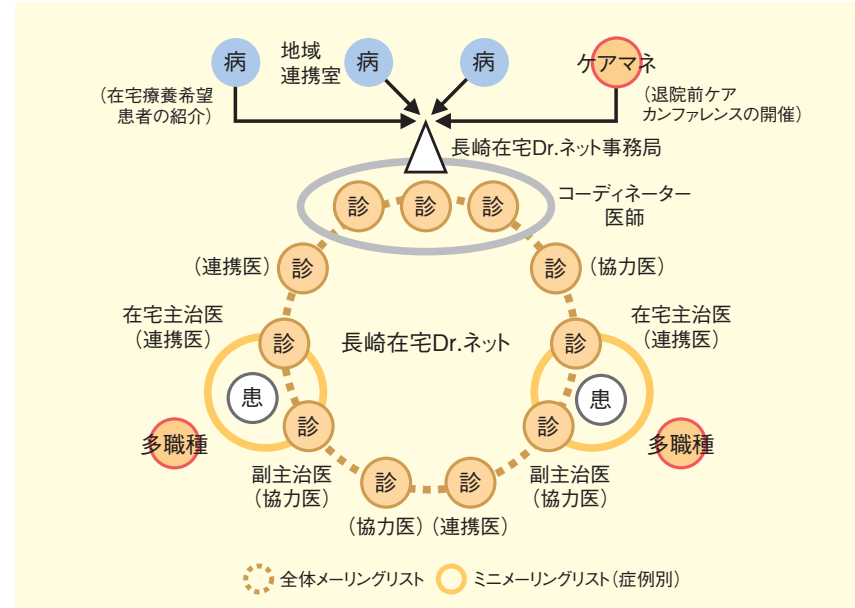 病
地域
連携室
病
病
ケアマネ
(在宅療養希望
患者の紹介)
(退院前ケア
カンファレンスの開催)
長崎在宅Dr.ネット事務局
診
診
診
コーディネーター
医師
(連携医)
診
診
(協力医)
在宅主治医
(連携医)
診
長崎在宅Dr.ネット
診
在宅主治医
(連携医)
患
患
診
診
多職種
多職種
副主治医
(協力医)
副主治医
(協力医)
診
診
(協力医)
(連携医)
全体メーリングリスト
ミニメーリングリスト(症例別)